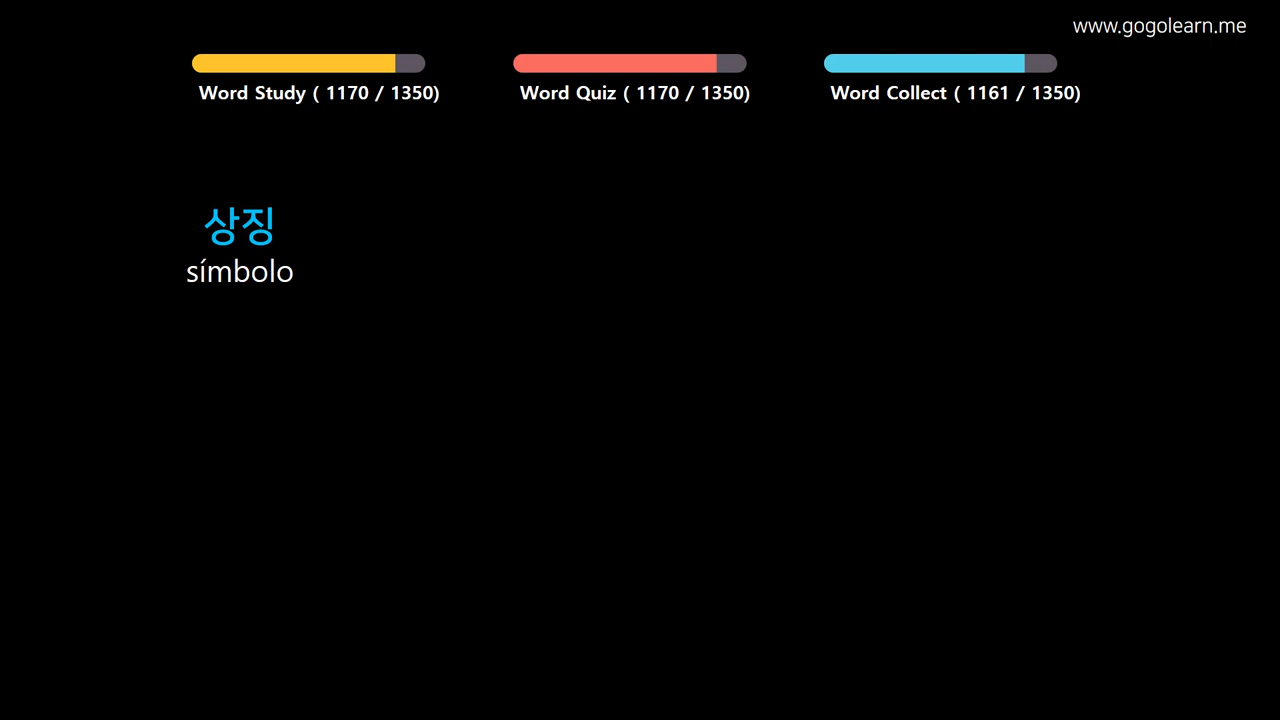 www.gogolearn.me
Word Study ( 1170 / 1350)
Word Quiz ( 1170 / 1350)
Word Collect ( 1161 / 1350)
상징
símbolo